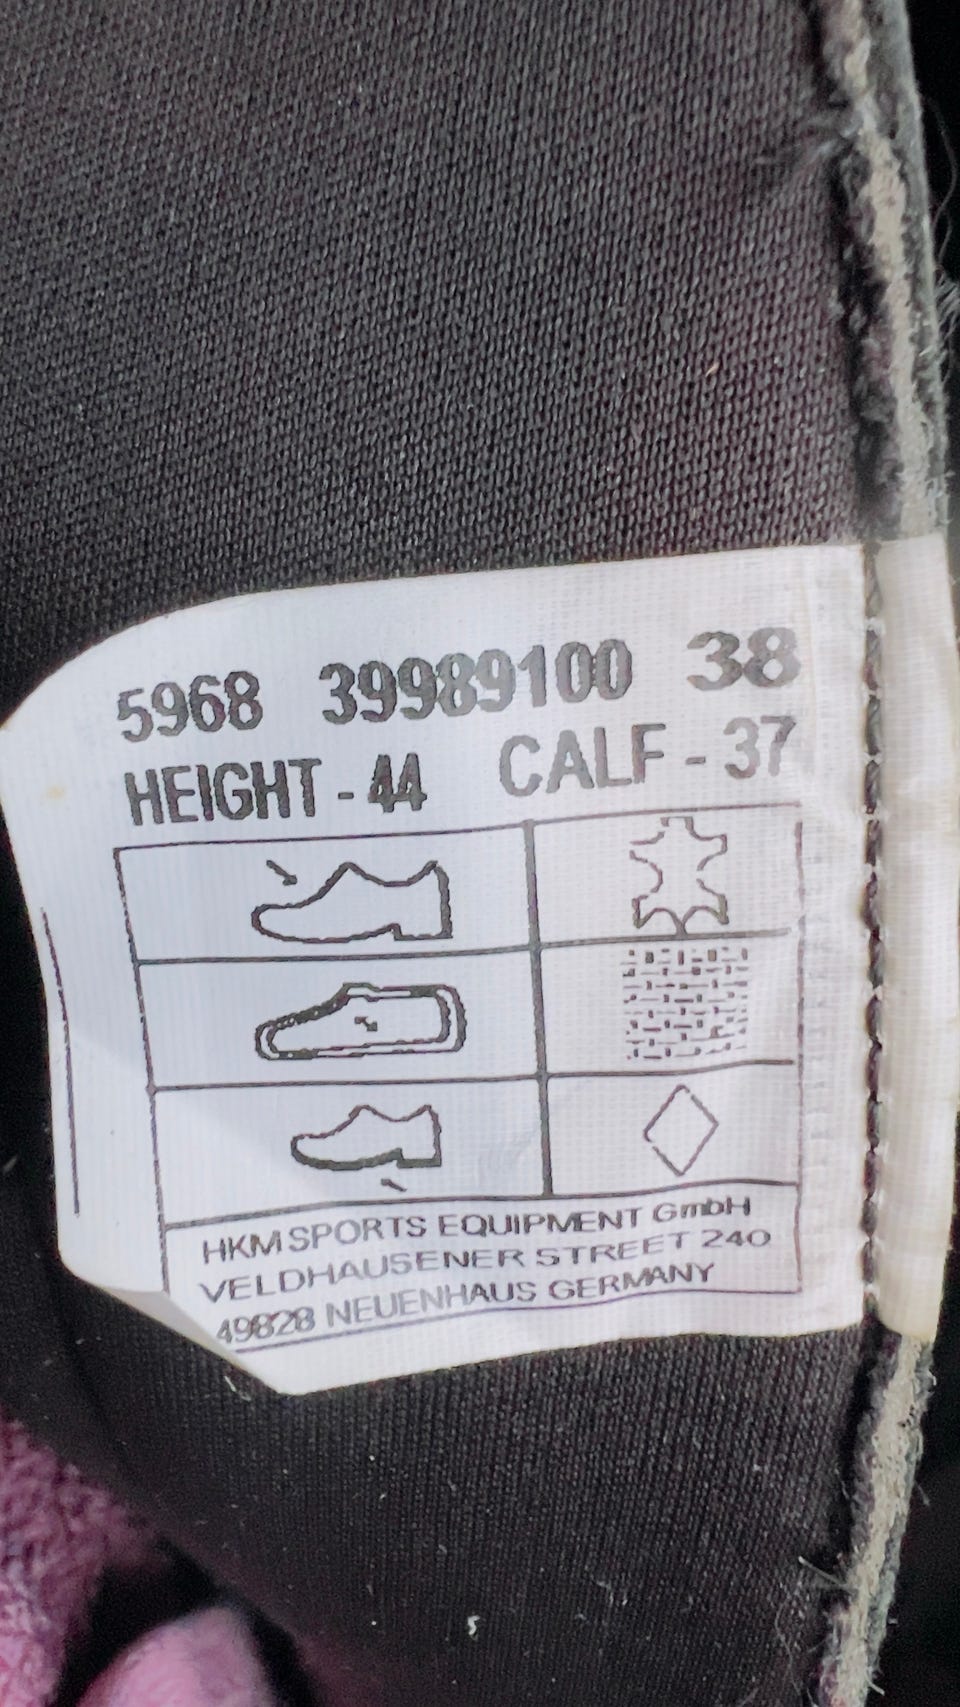 5968 39989100 38
HEIGHT - 44 CALF - 37
HKM SPORTS EQUIPMENT GmbH
VELDHAUSENER STREET 240
49828 NEUENHAUS GERMANY